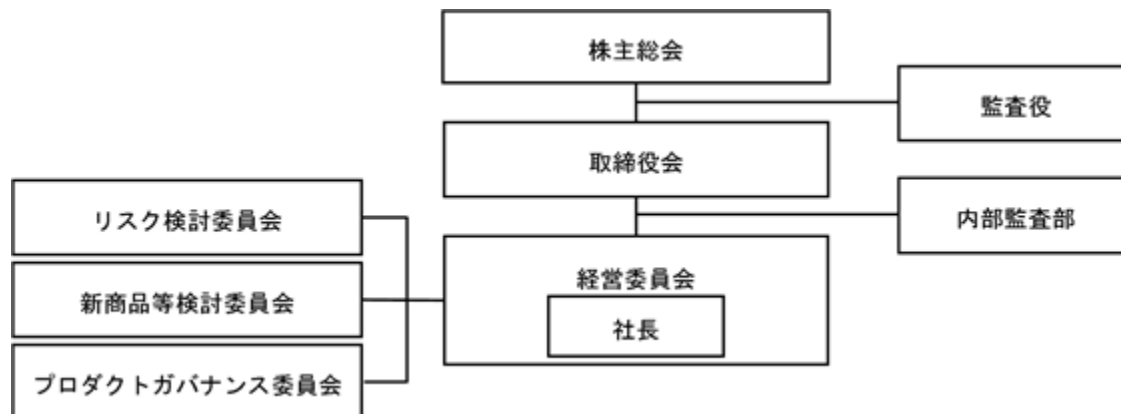 株主総会
監査役
取締役会
内部監査部
リスク検討委員会
新商品等検討委員会
プロダクトガバナンス委員会
経営委員会
社長